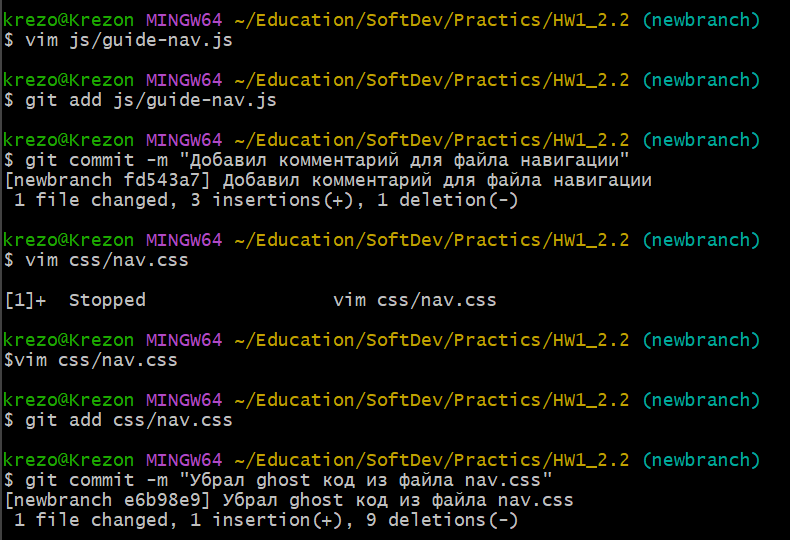 krezo@Krezon MINGW64 ~/Education/SoftDev/Practics/HW1_2.2 (newbranch)
$ vim js/guide-nav.js
krezo@Krezon MINGW64 ~/Education/SoftDev/Practics/HW1_2.2 (newbranch)
$ git add js/guide-nav.js
krezo@Krezon MINGW64 ~/Education/SoftDev/Practics/HW1_2.2 (newbranch)
$ git commit -m "Добавил комментарий для файла навигации"
[newbranch fd543a7] Добавил комментарий для файла навигации
 1 file changed, 3 insertions(+), 1 deletion(-)
krezo@Krezon MINGW64 ~/Education/SoftDev/Practics/HW1_2.2 (newbranch)
$ vim css/nav.css
[1]+  Stopped                 vim css/nav.css
krezo@Krezon MINGW64 ~/Education/SoftDev/Practics/HW1_2.2 (newbranch)
$vim css/nav.css
krezo@Krezon MINGW64 ~/Education/SoftDev/Practics/HW1_2.2 (newbranch)
$ git add css/nav.css
krezo@Krezon MINGW64 ~/Education/SoftDev/Practics/HW1_2.2 (newbranch)
$ git commit -m "Убрал ghost код из файла nav.css"
[newbranch e6b98e9] Убрал ghost код из файла nav.css
 1 file changed, 1 insertion(+), 9 deletions(-)